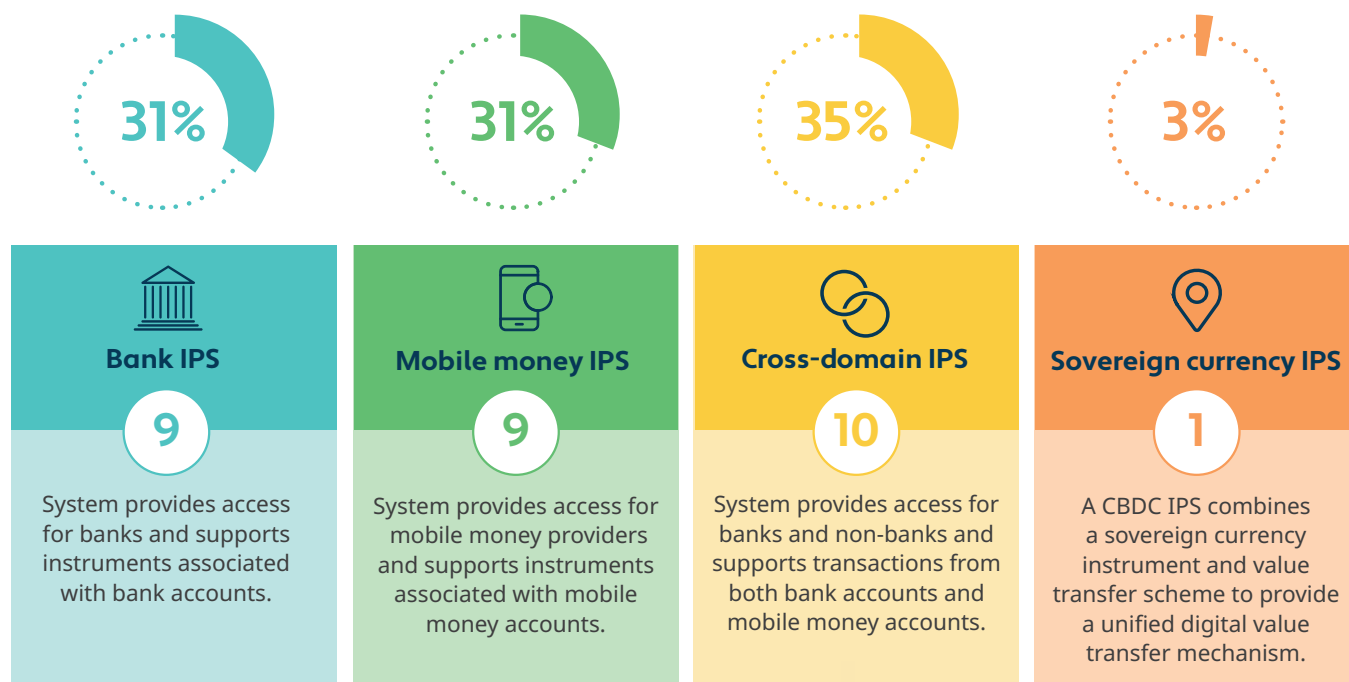 31%
31%
35%
3%
Bank IPS
9
System provides access
for banks and supports
instruments associated
with bank accounts.
Mobile money IPS
9
System provides access for
mobile money providers
and supports instruments
associated with mobile
money accounts.
Cross-domain IPS
10
System provides access for
banks and non-banks and
supports transactions from
both bank accounts and
mobile money accounts.
Sovereign currency IPS
1
A CBDC IPS combines
a sovereign currency
instrument and value
transfer scheme to provide
a unified digital value
transfer mechanism.